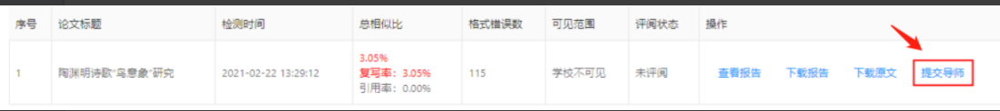 序号 论文标题 检测时间 总相似比 格式错误数 可见范围 评阅状态 操作
3.05%
1 陶渊明诗歌"鸟意象"研究 2021-02-22 13:29:12 复写率：3.05% 115 学校不可见 未评阅 查看报告 下载报告 下载原文 提交导师
引用率：0.00%